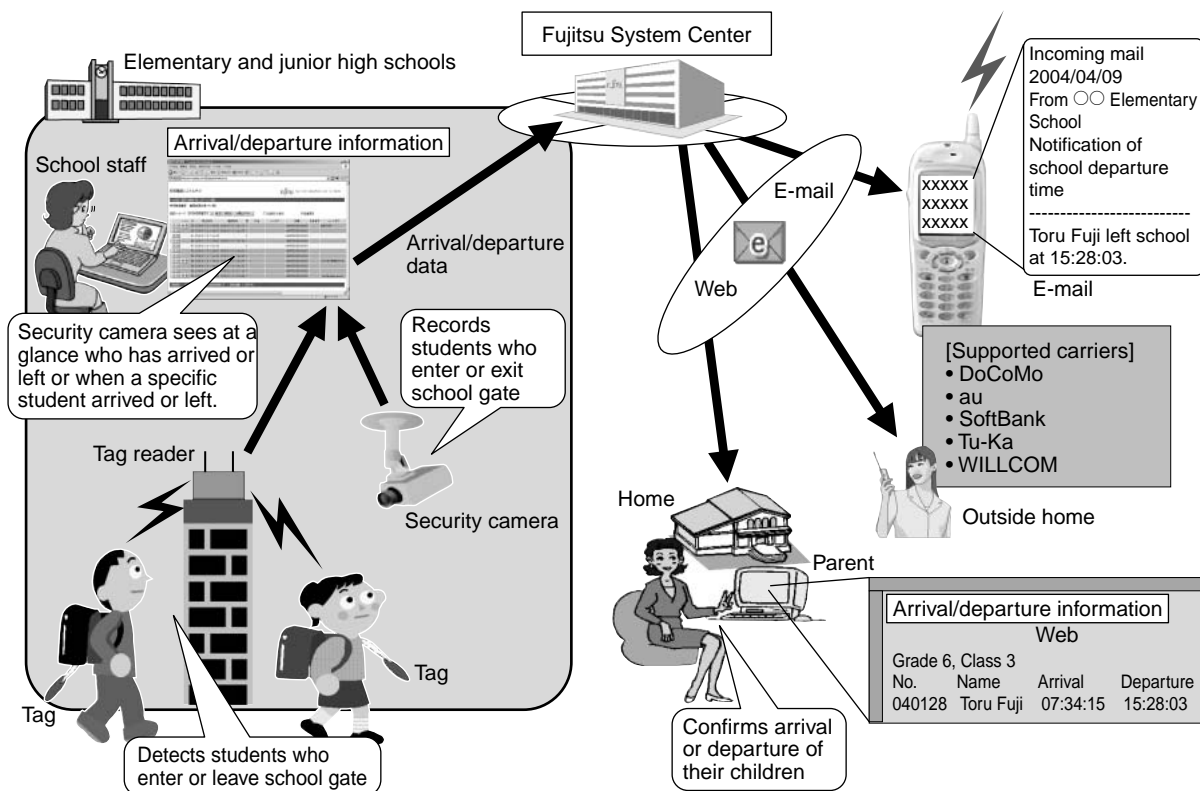 Fujitsu System Center
Elementary and junior high schools
Arrival/departure information
School staff
Arrival/departure
data
Security camera sees at a
glance who has arrived or
left or when a specific
student arrived or left.
Records
students who
enter or exit
school gate
Tag reader
Security camera
Tag
Tag
Detects students who
enter or leave school gate
E-mail
e
Web
Incoming mail
2004/04/09
From ○○ Elementary
School
Notification of
school departure
time
---------------------------
Toru Fuji left school
at 15:28:03.
XXXXX
XXXXX
XXXXX
E-mail
[Supported carriers]
• DoCoMo
• au
• SoftBank
• Tu-Ka
• WILLCOM
Outside home
Home
Parent
Confirms arrival
or departure of
their children
Arrival/departure information
Web
Grade 6, Class 3
No. Name Arrival Departure
040128 Toru Fuji 07:34:15 15:28:03